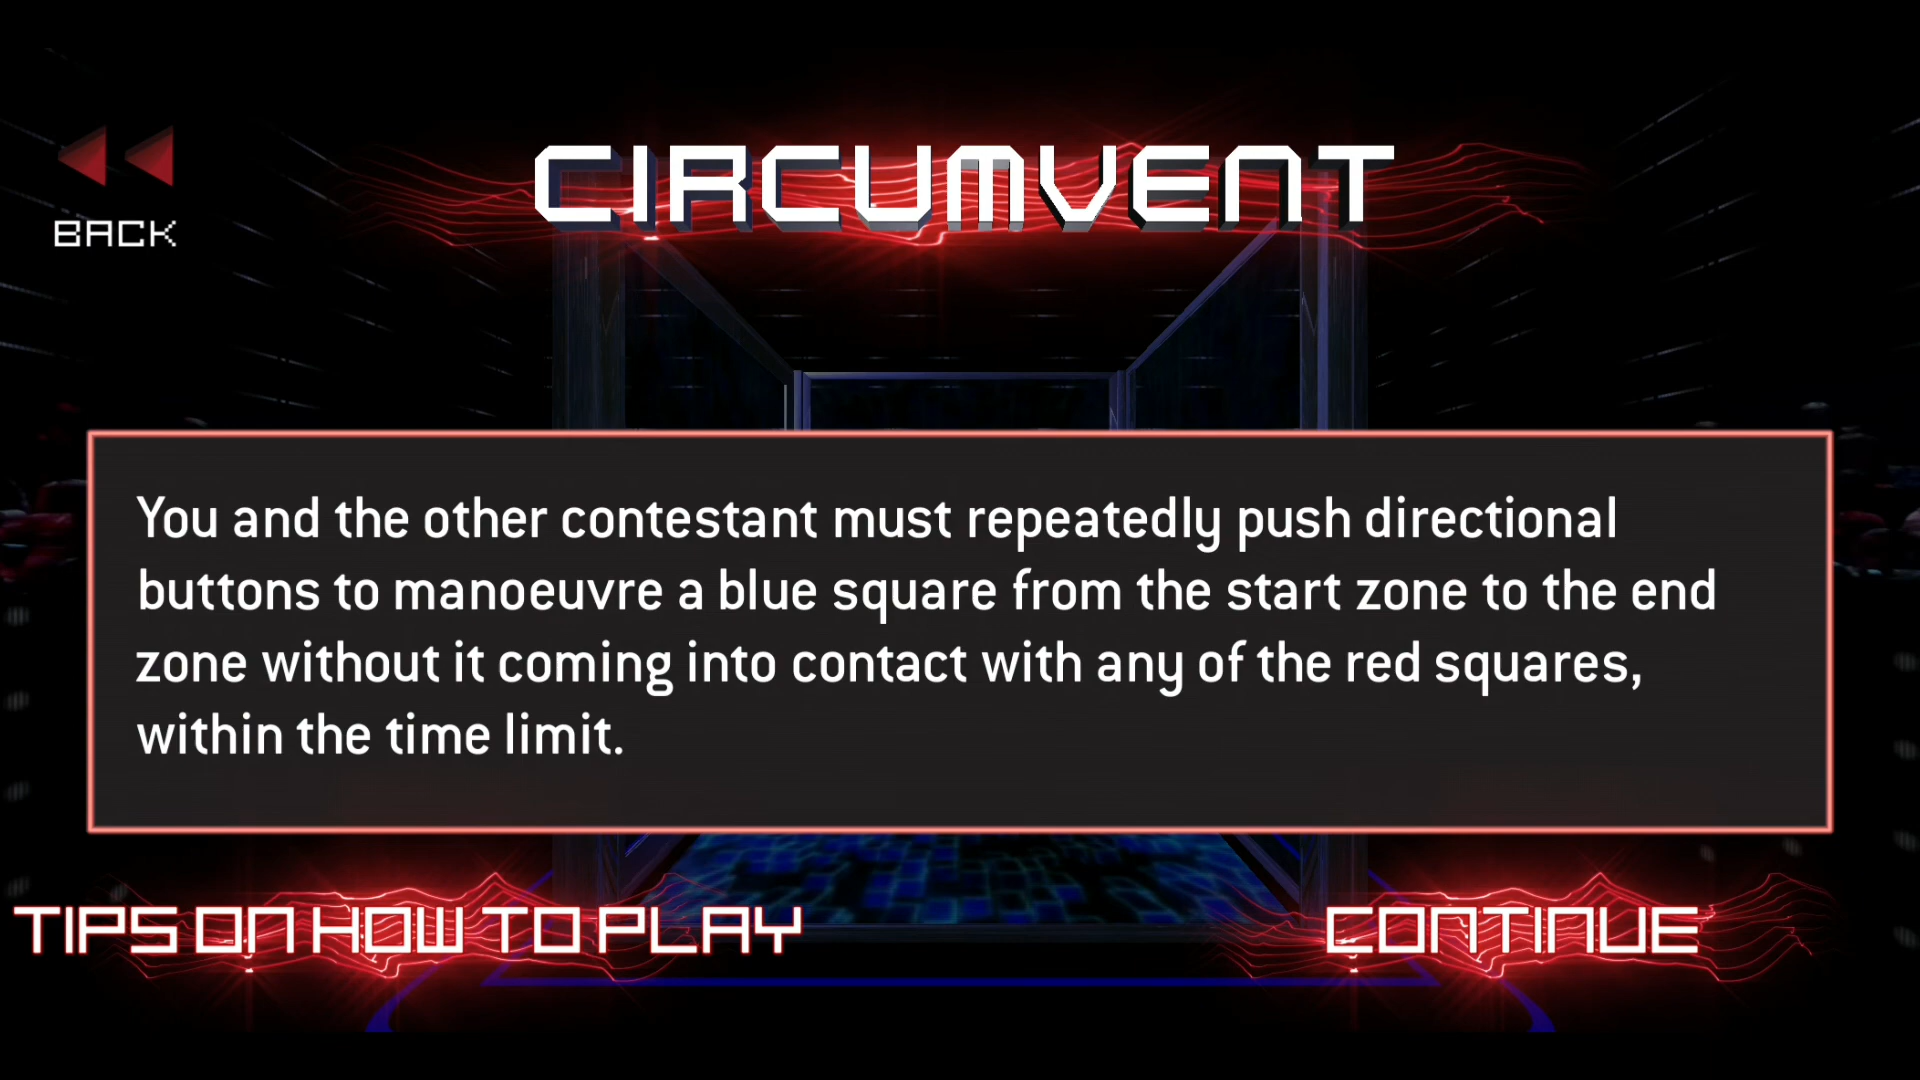 CIRCUMVENT
BACK
You and the other contestant must repeatedly push directional
buttons to manoeuvre a blue square from the start zone to the end
zone without it coming into contact with any of the red squares,
within the time limit.
TIPS ON HOW TO PLAY
CONTINUE